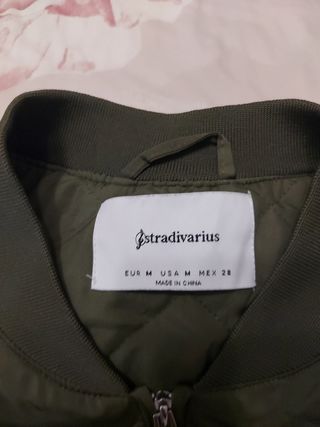 stradivarius
EUR M USA M MEX 28
MADE IN CHINA